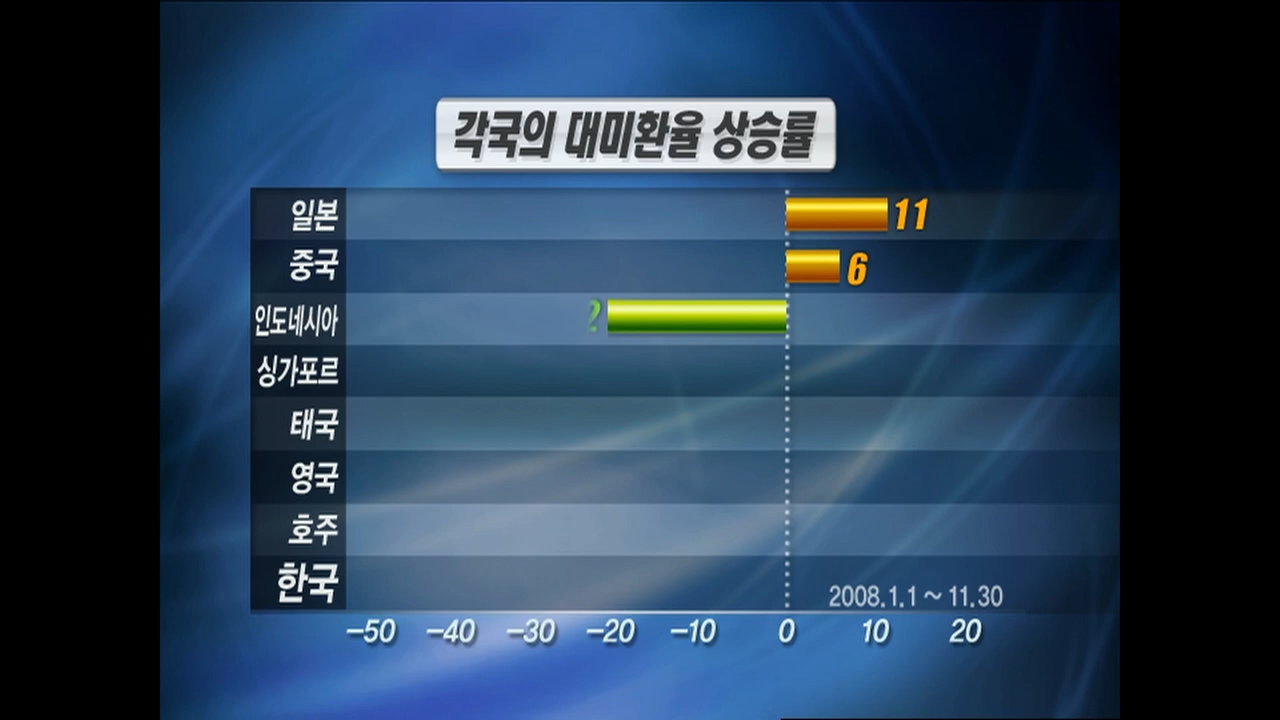 각국의 대미환율 상승률
일본 11
중국 6
인도네시아
싱가포르
태국
영국
호주
한국
2008.1.1 ~ 11.30
-50 -40 -30 -20 -10 0 10 20